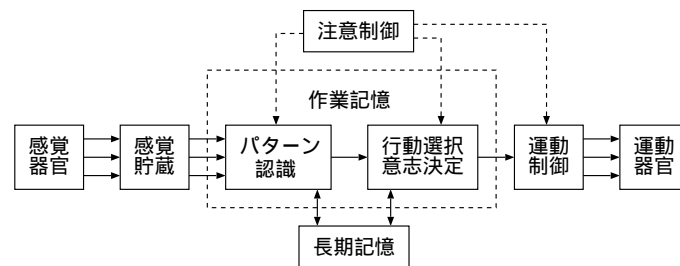 注意制御
作業記憶
感覚
器官
感覚
貯蔵
パターン
認識
行動選択
意志決定
運動
制御
運動
器官
長期記憶